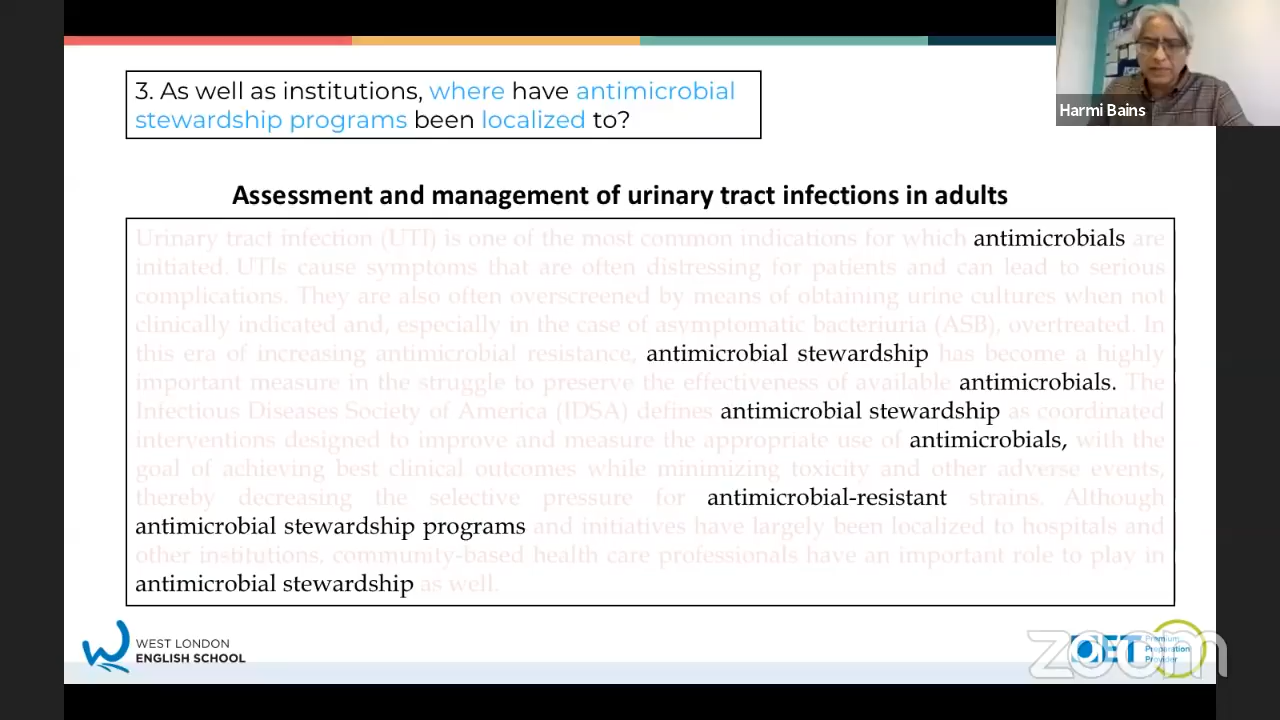 3. As well as institutions, where have antimicrobial
stewardship programs been localized to?
Harmi Bains
Assessment and management of urinary tract infections in adults
Urinary tract infection (UTI) is one of the most common indications for which antimicrobials are
initiated. UTIs cause symptoms that are often distressing for patients and can lead to serious
complications. They are also often overscreened by means of obtaining urine cultures when not
clinically indicated and, especially in the case of asymptomatic bacteriuria (ASB), overtreated. In
this era of increasing antimicrobial resistance, antimicrobial stewardship has become a highly
important measure in the struggle to preserve the effectiveness of available antimicrobials. The
Infectious Diseases Society of America (IDSA) defines antimicrobial stewardship as coordinated
interventions designed to improve and measure the appropriate use of antimicrobials, with the
goal of achieving best clinical outcomes while minimizing toxicity and other adverse events,
thereby decreasing the selective pressure for antimicrobial-resistant strains. Although
antimicrobial stewardship programs and initiatives have largely been localized to hospitals and
other institutions, community-based health care professionals have an important role to play in
antimicrobial stewardship as well.
WEST LONDON
ENGLISH SCHOOL
OET
Premium
Preparation
Provider
zoom